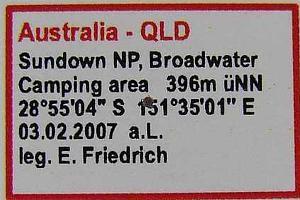 Australia - QLD
Sundown NP, Broadwater
Camping area 396m üNN
28°55'04" S 151°35'01" E
03.02.2007 a.L.
leg. E. Friedrich